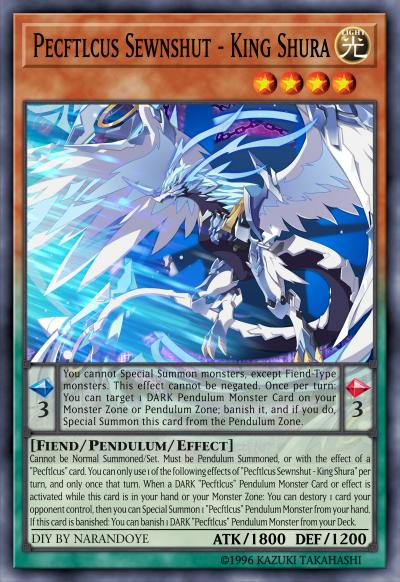 Pecftlcus Sewnshut - King Shura
LIGHT
光
You cannot Special Summon monsters, except Fiend-Type
monsters. This effect cannot be negated. Once per turn:
You can target 1 DARK Pendulum Monster Card on
your Monster Zone or Pendulum Zone; banish it, and if you do,
Special Summon this card from the Pendulum Zone.
3
3
[Fiend/Pendulum/Effect]
Cannot be Normal Summoned/Set. Must be Pendulum Summoned, or with the effect of a
"Pecftlcus" card. You can only use 1 of the following effects of "Pecftlcus Sewnshut - King Shura" per
turn, and only once that turn. When a DARK "Pecftlcus" Pendulum Monster Card or effect is
activated while this card is in your hand or your Monster Zone: You can destory 1 card your
opponent control, then you can Special Summon 1 "Pecftlcus" Pendulum Monster from your hand.
If this card is banished: You can banish 1 DARK "Pecftlcus" Pendulum Monster from your Deck.
DIY BY NARANDOYE
ATK/1800 DEF/1200
©1996 KAZUKI TAKAHASHI